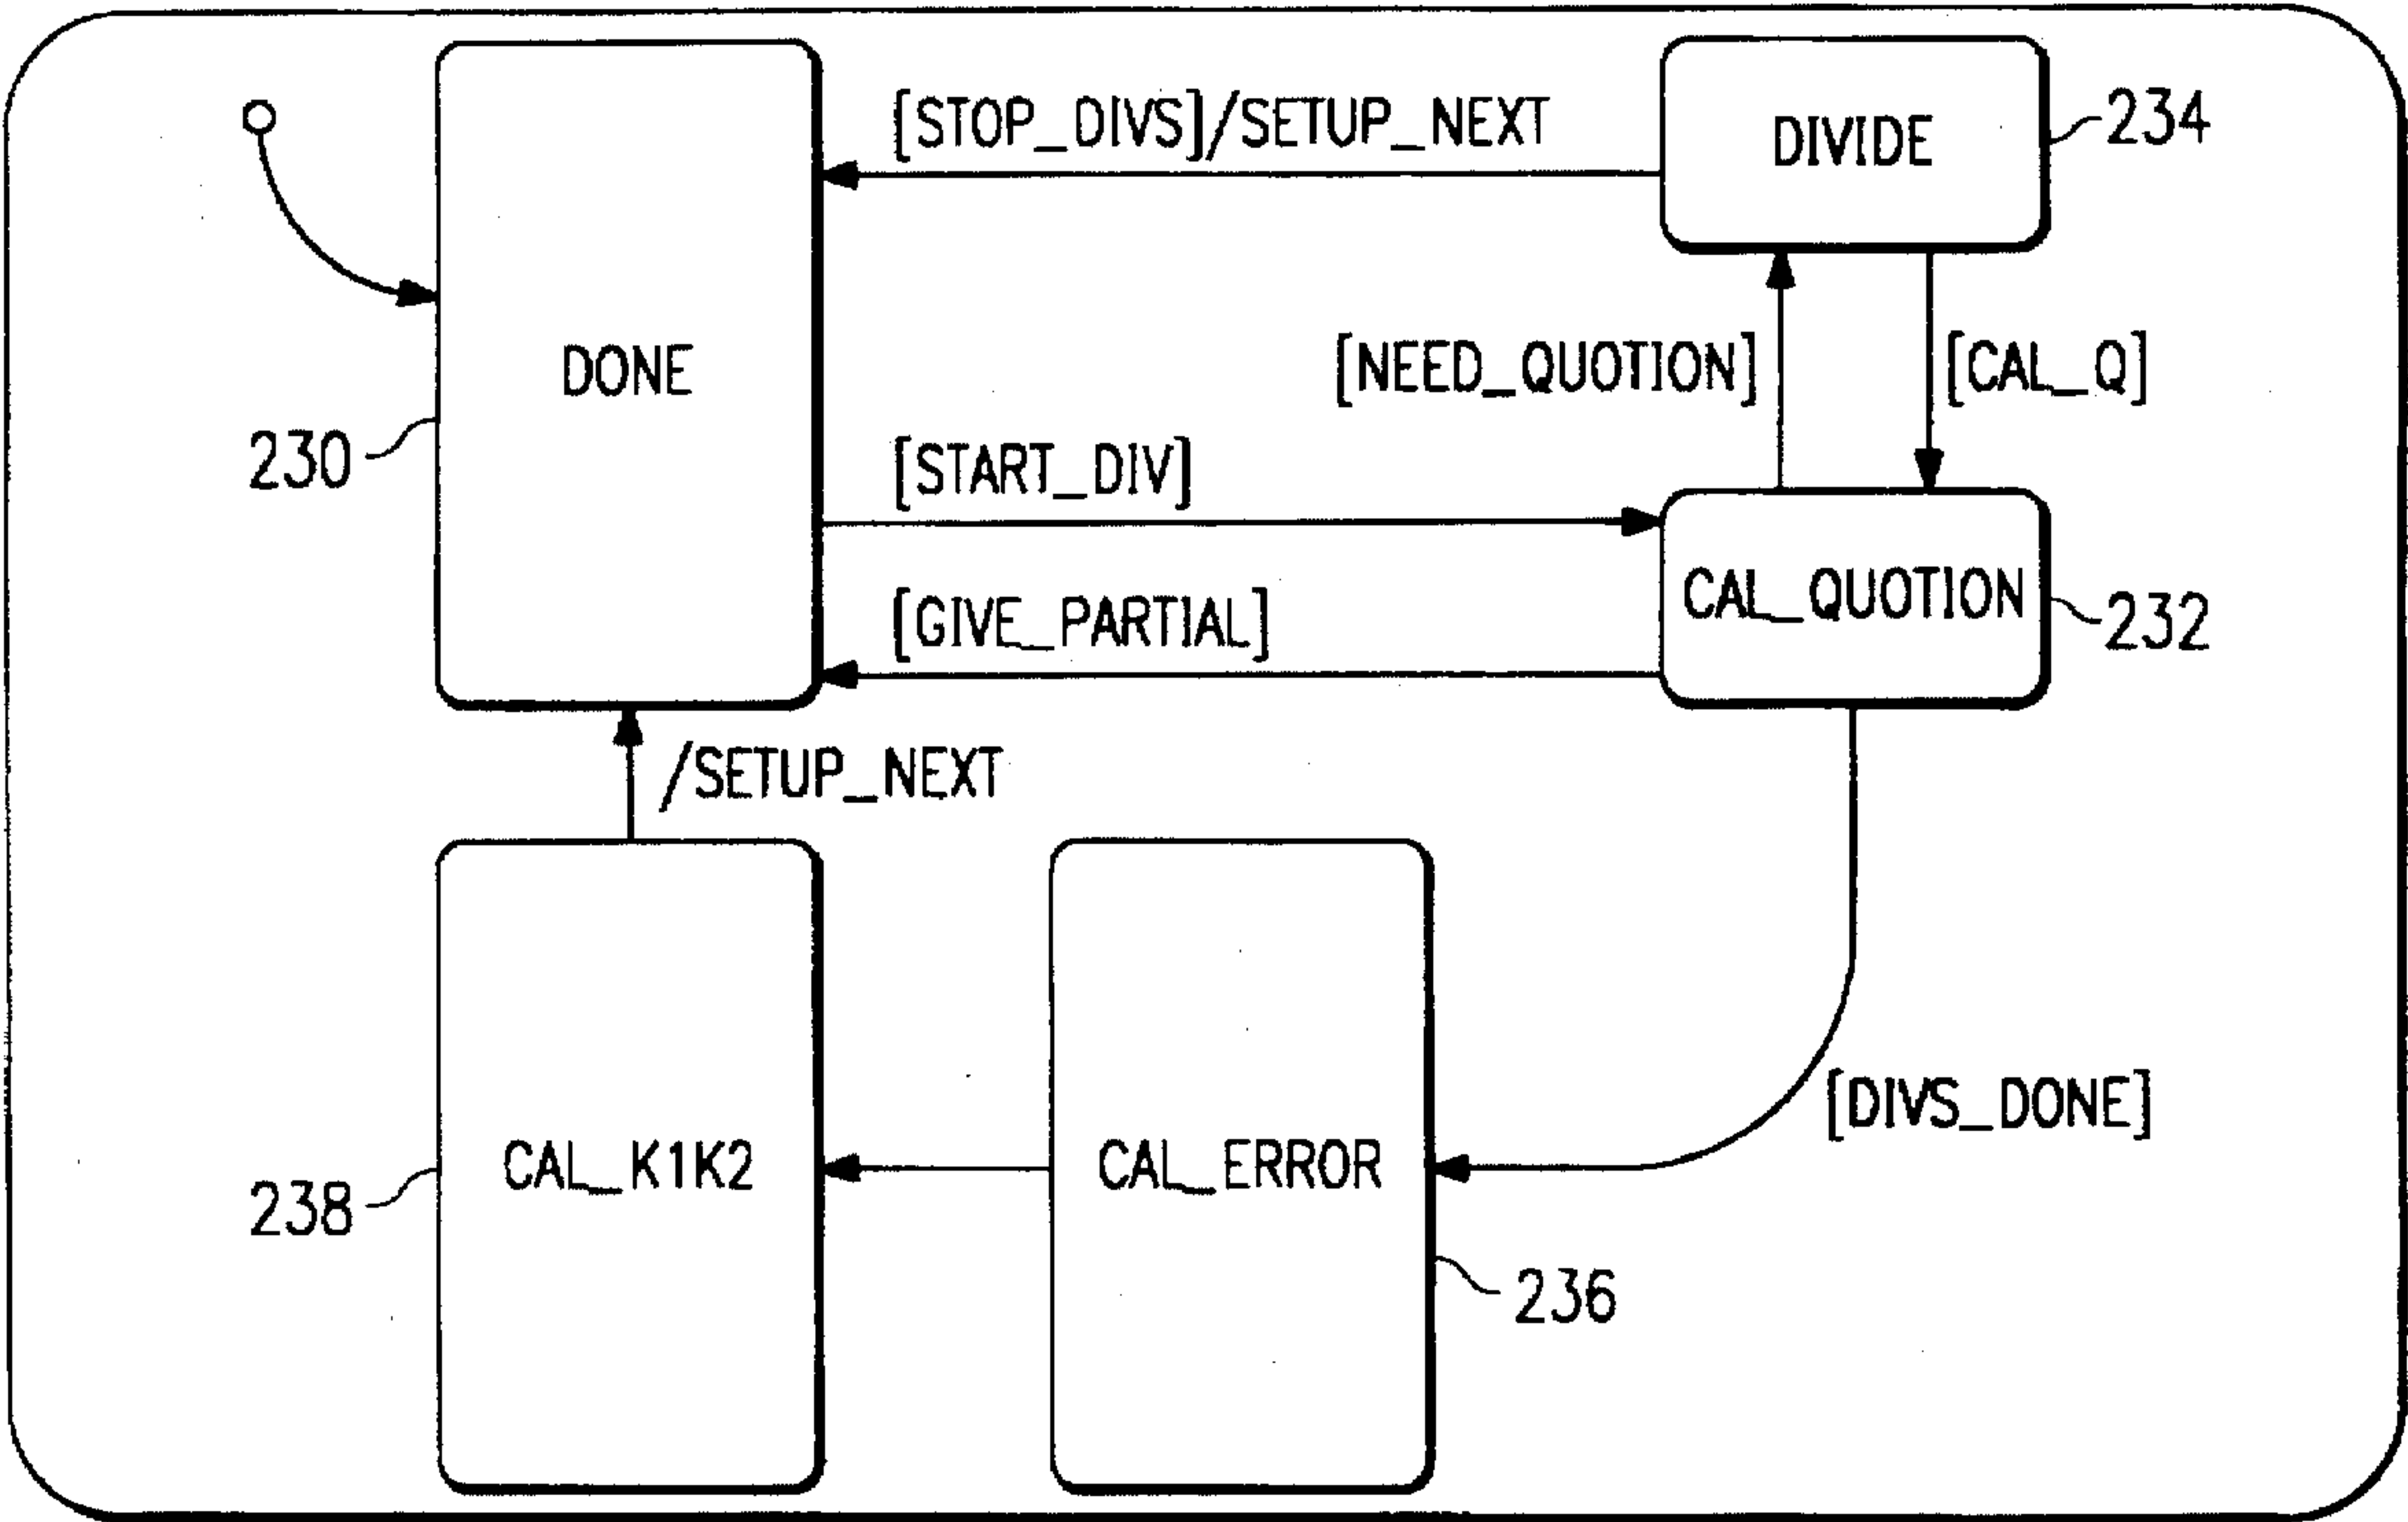 [STOP_DIVS]/SETUP_NEXT
DIVIDE
234
DONE
[NEED_QUOTION]
[CAL_Q]
230
[START_DIV]
[GIVE_PARTIAL]
CAL_QUOTION
232
/SETUP_NEXT
[DIVS_DONE]
CAL_K1K2
CAL_ERROR
238
236